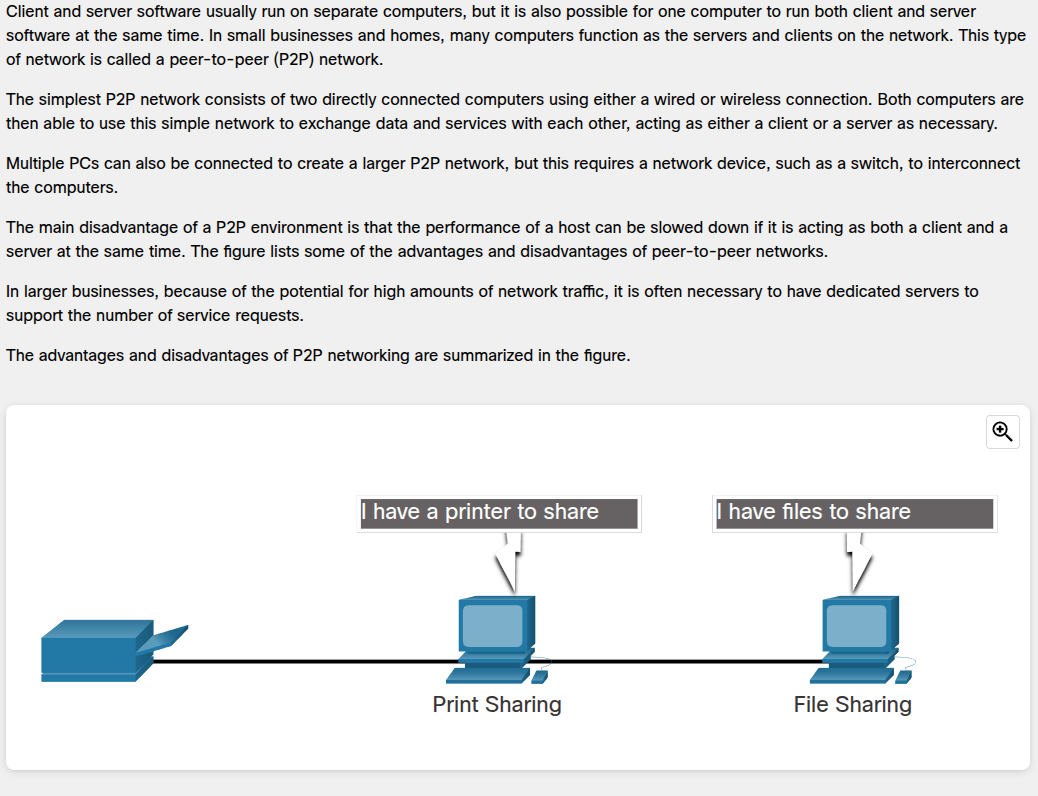 Client and server software usually run on separate computers, but it is also possible for one computer to run both client and server
software at the same time. In small businesses and homes, many computers function as the servers and clients on the network. This type
of network is called a peer-to-peer (P2P) network.
The simplest P2P network consists of two directly connected computers using either a wired or wireless connection. Both computers are
then able to use this simple network to exchange data and services with each other, acting as either a client or a server as necessary.
Multiple PCs can also be connected to create a larger P2P network, but this requires a network device, such as a switch, to interconnect
the computers.
The main disadvantage of a P2P environment is that the performance of a host can be slowed down if it is acting as both a client and a
server at the same time. The figure lists some of the advantages and disadvantages of peer-to-peer networks.
In larger businesses, because of the potential for high amounts of network traffic, it is often necessary to have dedicated servers to
support the number of service requests.
The advantages and disadvantages of P2P networking are summarized in the figure.
I have a printer to share
I have files to share
Print Sharing
File Sharing